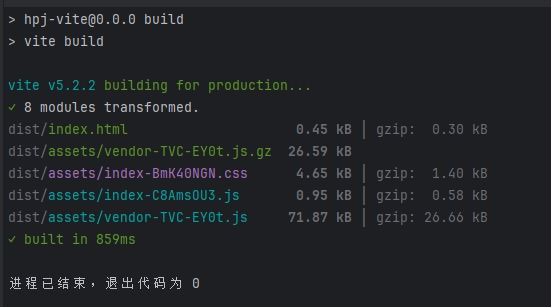 > hpj-vite@0.0.0 build
> vite build
vite v5.2.2 building for production...
✓ 8 modules transformed.
dist/index.html 0.45 kB │ gzip: 0.30 kB
dist/assets/vendor-TVC-EY0t.js.gz 26.59 kB
dist/assets/index-BmK40NGN.css 4.65 kB │ gzip: 1.40 kB
dist/assets/index-C8AmsOU3.js 0.95 kB │ gzip: 0.58 kB
dist/assets/vendor-TVC-EY0t.js 71.87 kB │ gzip: 26.66 kB
✓ built in 859ms
进程已结束，退出代码为 0